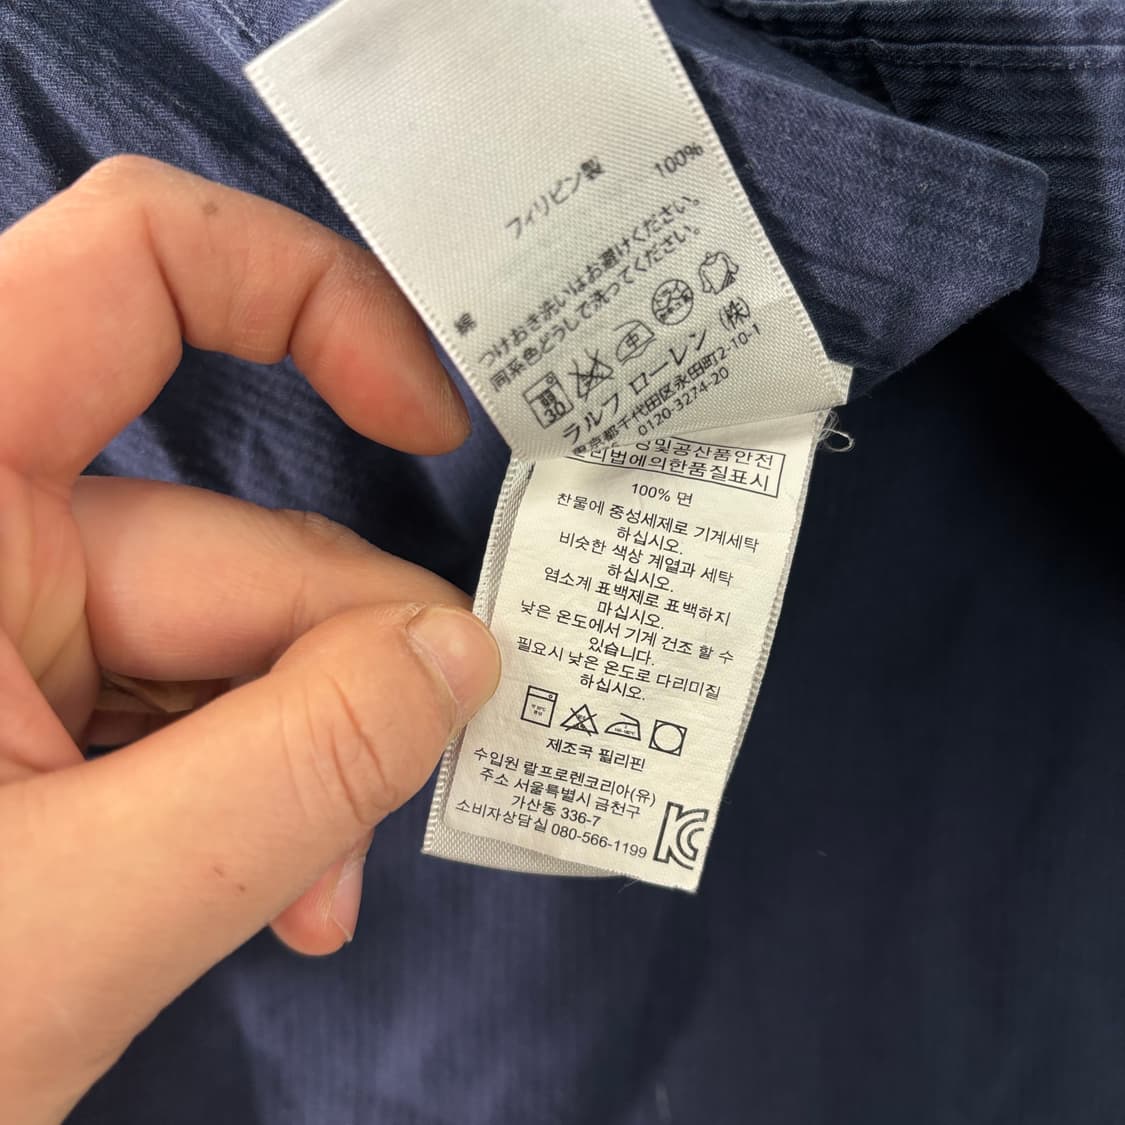 フィリピン製
綿 100%
つけおき洗いはお避けください。
同系色どうしで洗ってください。
弱
30
中
ラルフ ローレン (株)
東京都千代田区永田町2-10-1
0120-3274-20
및공산품안전
리법에의한품질표시
100% 면
찬물에 중성세제로 기계세탁
하십시오.
비슷한 색상 계열과 세탁
하십시오.
염소계 표백제로 표백하지
마십시오.
낮은 온도에서 기계 건조 할 수
있습니다.
필요시 낮은 온도로 다리미질
하십시오.
제조국 필리핀
수입원 랄프로렌코리아(유)
주소 서울특별시 금천구
가산동 336-7
소비자상담실 080-566-1199